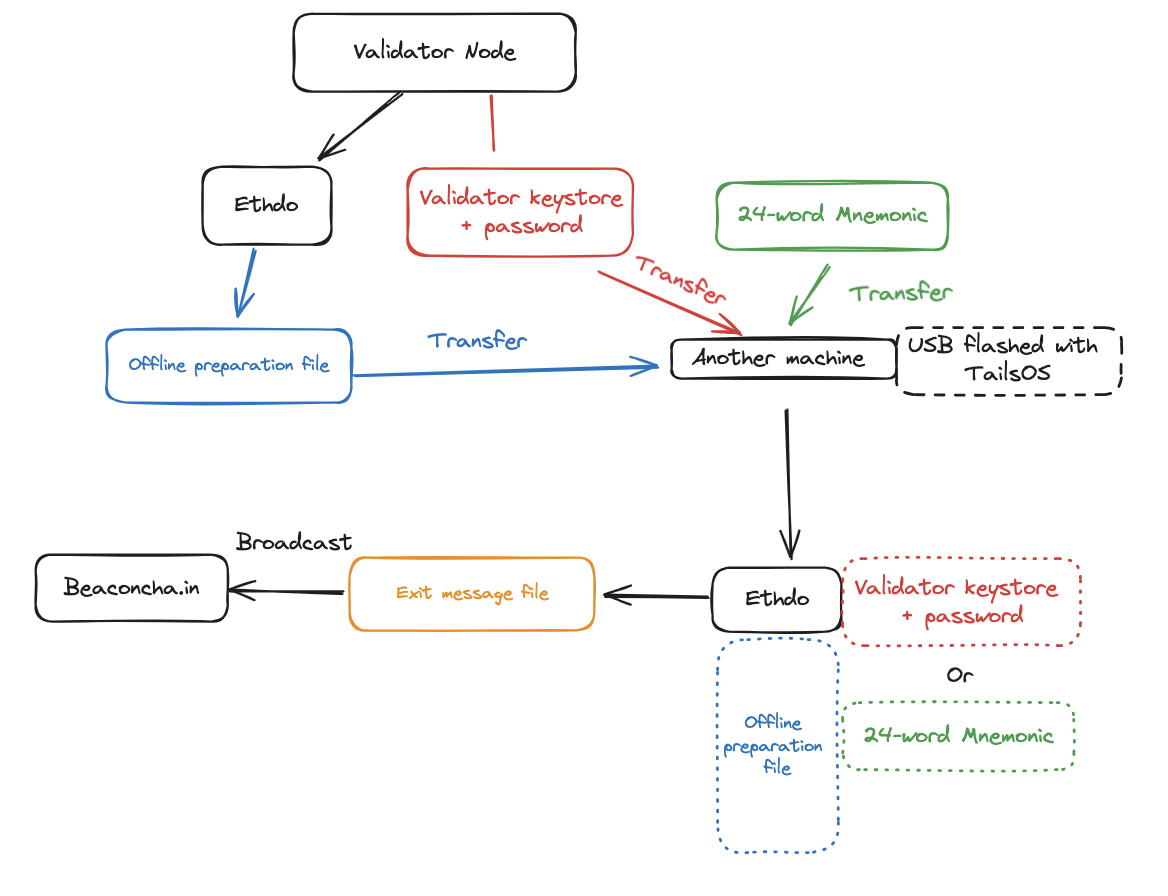 Validator Node
Ethdo
Validator keystore
+ password
24-word Mnemonic
Transfer
Transfer
Offline preparation file
Transfer
Another machine
USB flashed with
TailsOS
Broadcast
Beaconcha.in
Exit message file
Ethdo
Validator keystore
+ password
Or
Offline
preparation
file
24-word Mnemonic